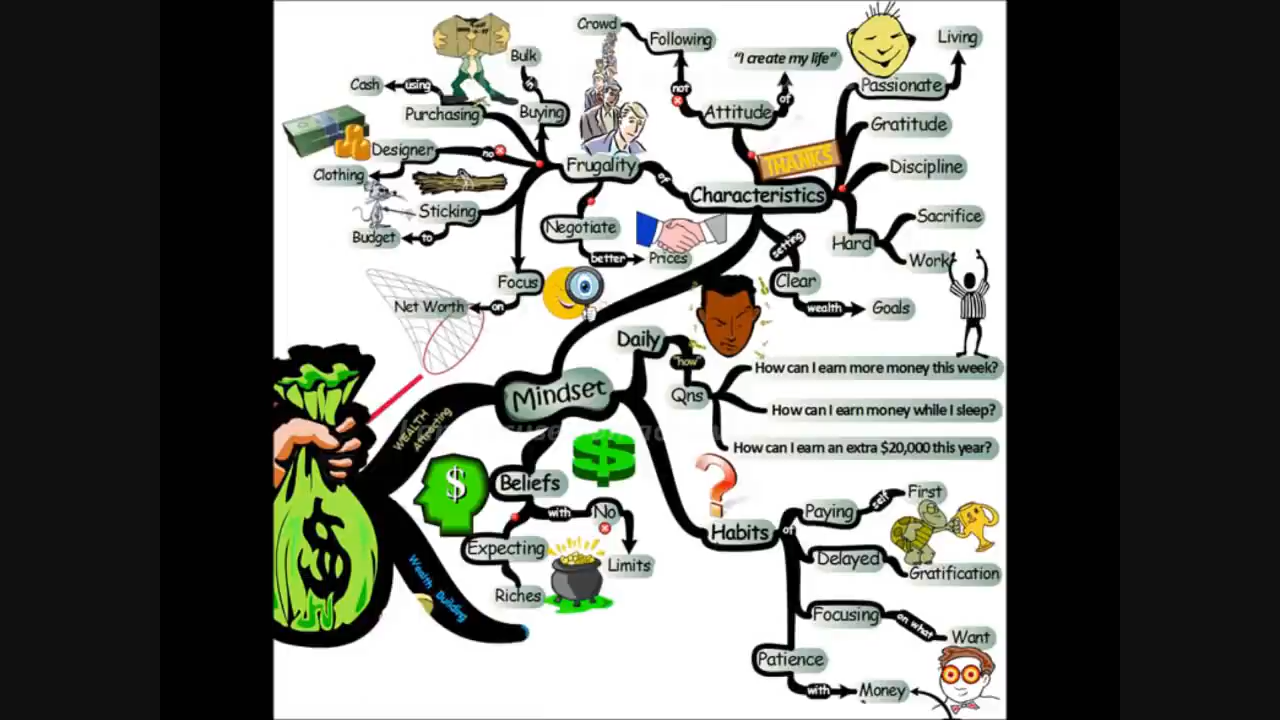 Crowd
Following
not
"I create my life"
Attitude
of
Living
Passionate
Gratitude
THANKS
Discipline
Characteristics
Hard
Sacrifice
Work
setting
Clear
wealth
Goals
of
Frugality
Bulk
Buying
Cash
using
Purchasing
Designer
no
Clothing
Sticking
to
Budget
Negotiate
better
Prices
Focus
on
Net Worth
Mindset
WEALTH
Attracting
Daily
"how"
Qns
How can I earn more money this week?
How can I earn money while I sleep?
How can I earn an extra $20,000 this year?
Beliefs
with
No
Limits
Expecting
Riches
$
$
$
Wealth Building
Habits
of
Paying
self
First
Delayed
Gratification
Focusing
on what
Want
Patience
with
Money